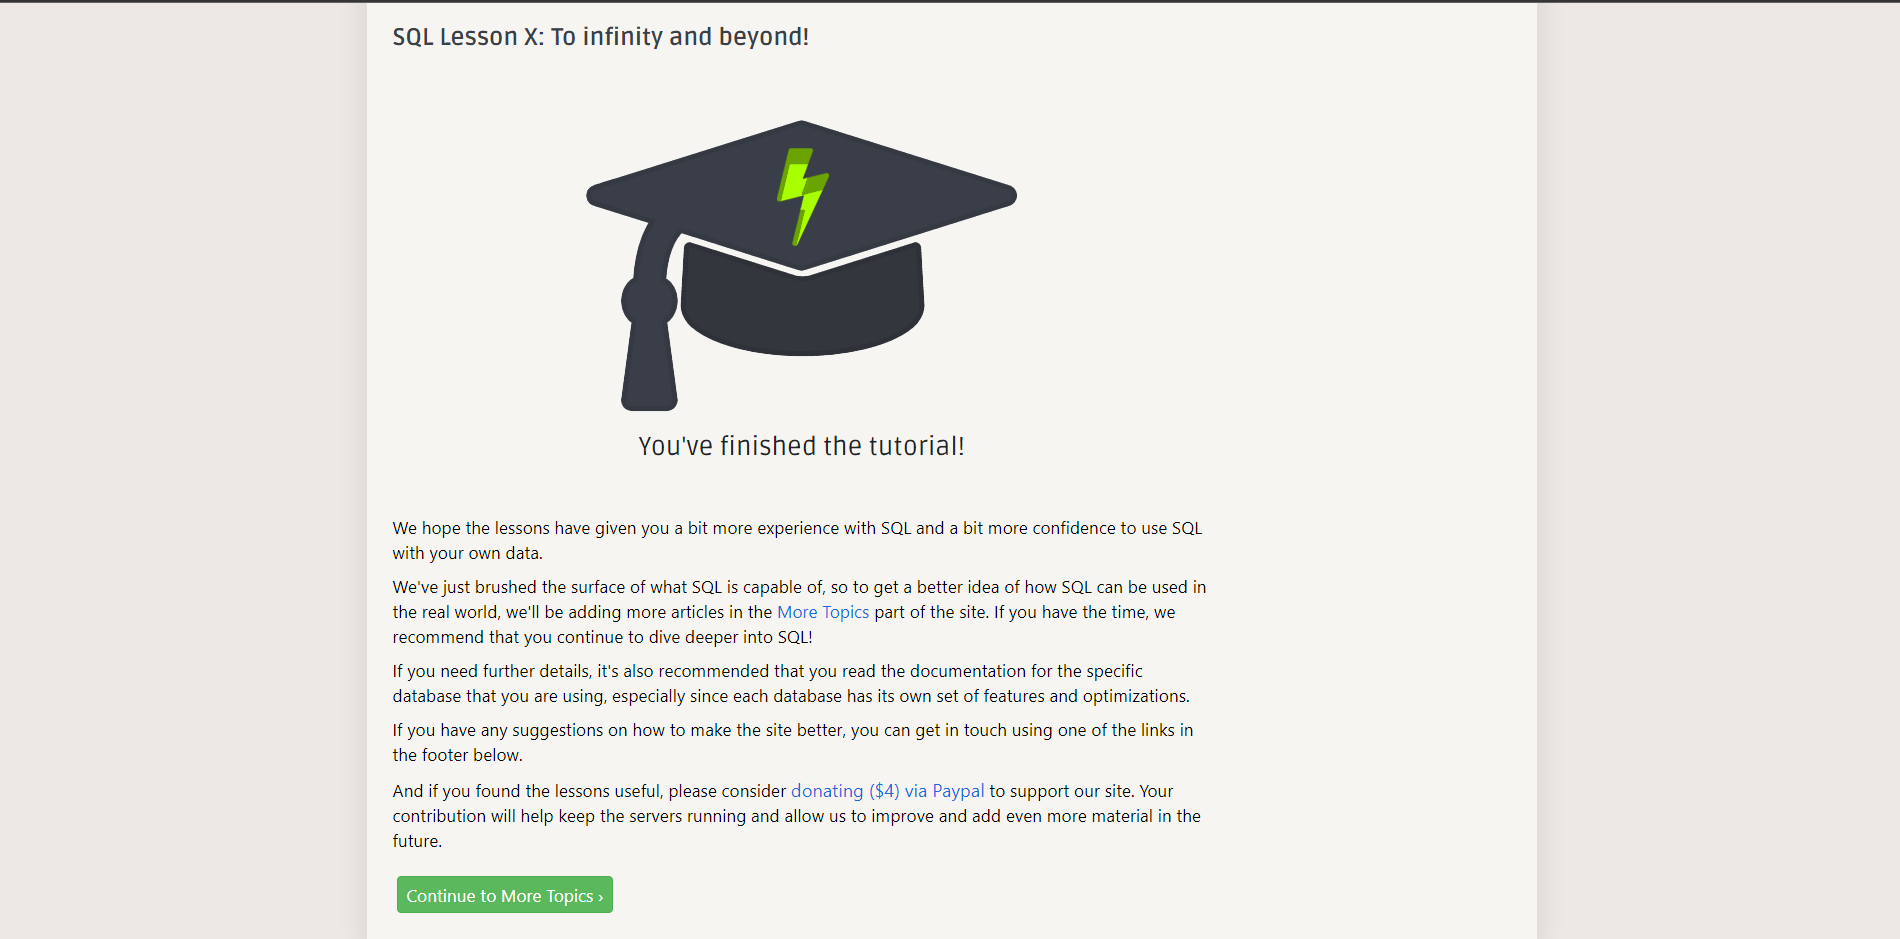 SQL Lesson X: To infinity and beyond!
You've finished the tutorial!
We hope the lessons have given you a bit more experience with SQL and a bit more confidence to use SQL
with your own data.
We've just brushed the surface of what SQL is capable of, so to get a better idea of how SQL can be used in
the real world, we'll be adding more articles in the More Topics part of the site. If you have the time, we
recommend that you continue to dive deeper into SQL!
If you need further details, it's also recommended that you read the documentation for the specific
database that you are using, especially since each database has its own set of features and optimizations.
If you have any suggestions on how to make the site better, you can get in touch using one of the links in
the footer below.
And if you found the lessons useful, please consider donating ($4) via Paypal to support our site. Your
contribution will help keep the servers running and allow us to improve and add even more material in the
future.
Continue to More Topics ›